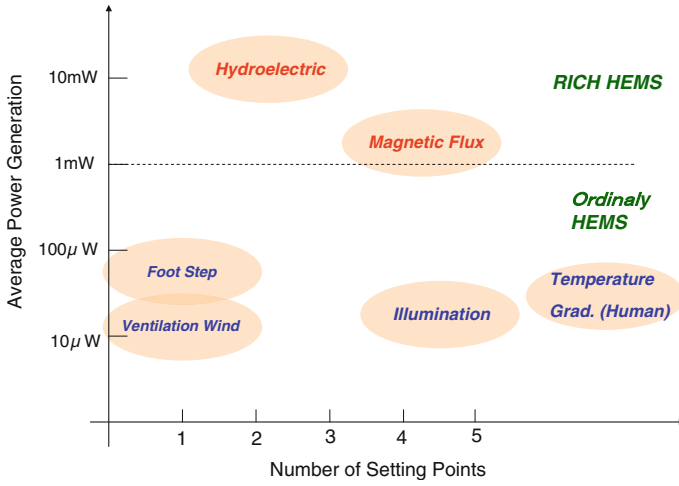 Average Power Generation
10mW
1mW
100μ W
10μ W
Hydroelectric
RICH HEMS
Magnetic Flux
Ordinaly
HEMS
Foot Step
Ventilation Wind
Illumination
Temperature
Grad. (Human)
1 2 3 4 5
Number of Setting Points